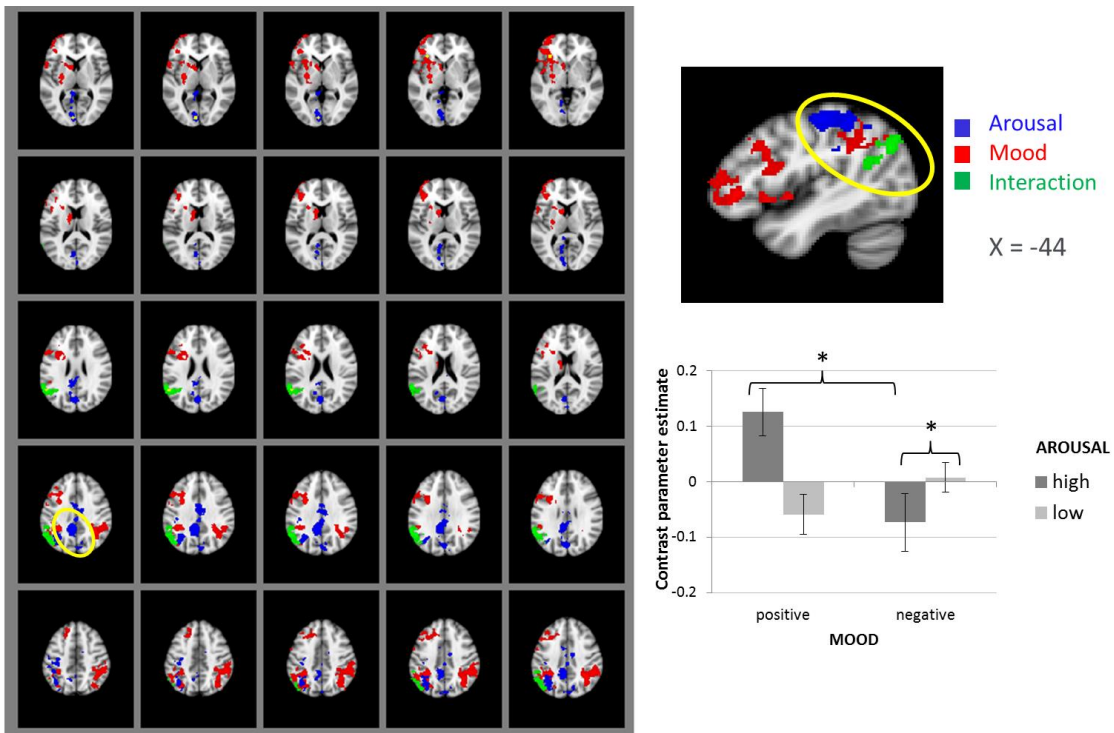 Arousal
Mood
Interaction
X = -44
*
*
Contrast parameter estimate
0.2
0.1
0
-0.1
-0.2
positive
negative
MOOD
AROUSAL
high
low